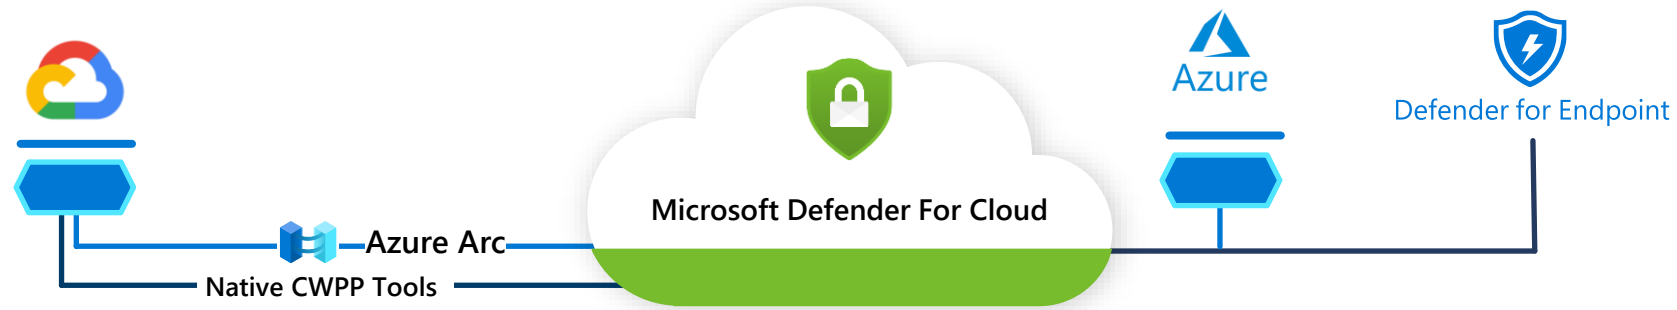 Azure
Defender for Endpoint
Microsoft Defender For Cloud
Azure Arc
Native CWPP Tools